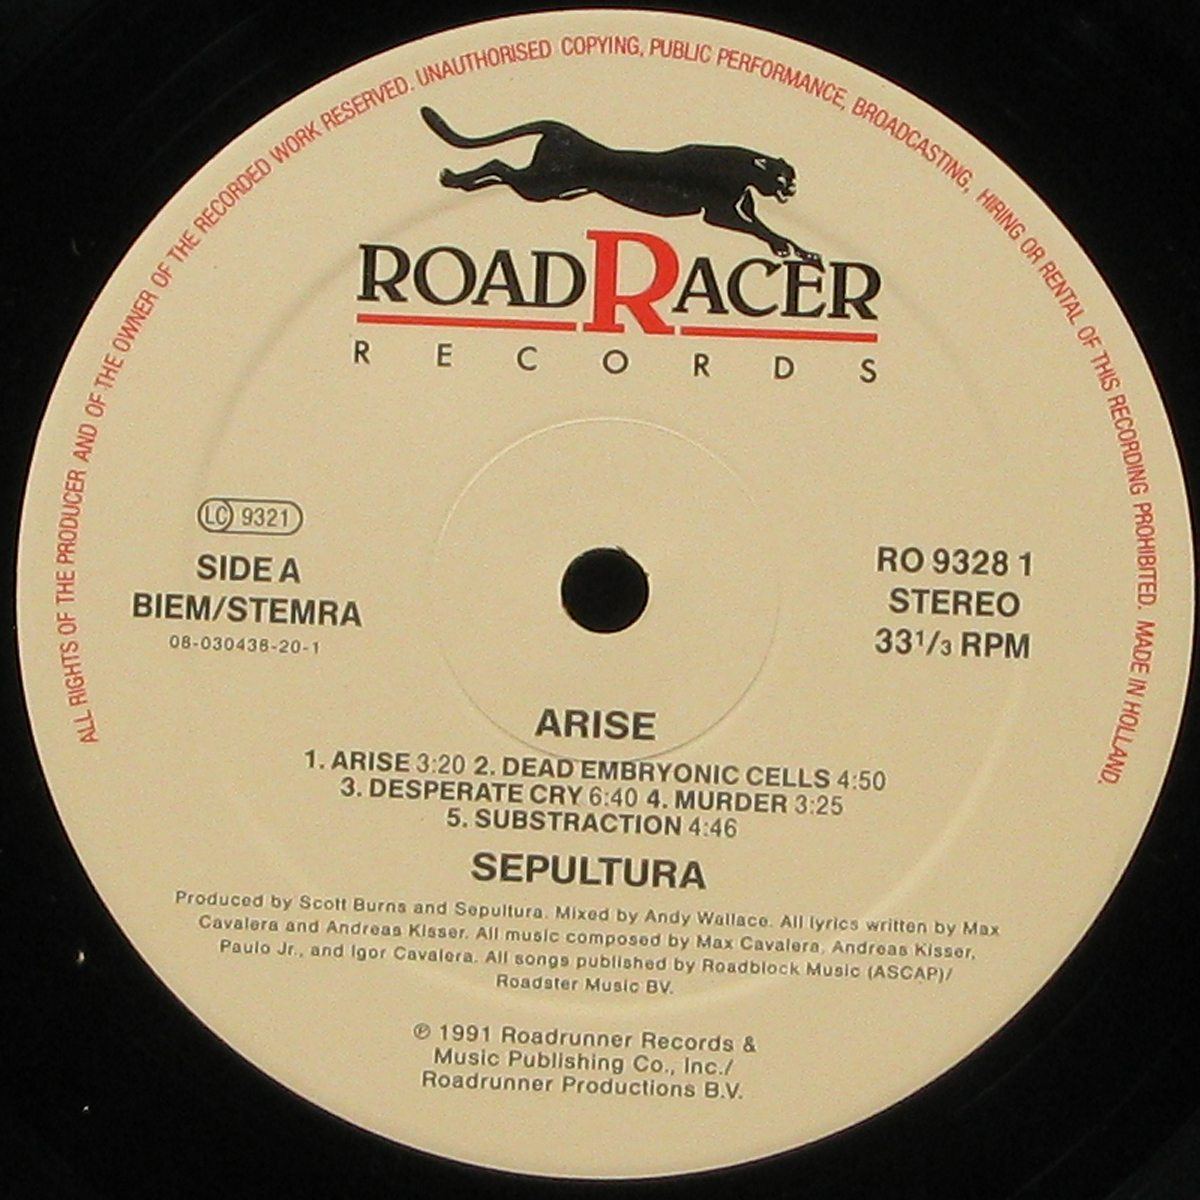 ALL RIGHTS OF THE PRODUCER AND OF THE OWNER OF THE RECORDED WORK RESERVED. UNAUTHORISED COPYING, PUBLIC PERFORMANCE, BROADCASTING, HIRING OR RENTAL OF THIS RECORDING PROHIBITED. MADE IN HOLLAND.
ROADRACER
RECORDS
LC 9321
SIDE A
BIEM/STEMRA
08-030438-20-1
RO 9328 1
STEREO
33 1/3 RPM
ARISE
1. ARISE 3:20 2. DEAD EMBRYONIC CELLS 4:50
3. DESPERATE CRY 6:40 4. MURDER 3:25
5. SUBSTRACTION 4:46
SEPULTURA
Produced by Scott Burns and Sepultura. Mixed by Andy Wallace. All lyrics written by Max
Cavalera and Andreas Kisser. All music composed by Max Cavalera, Andreas Kisser,
Paulo Jr., and Igor Cavalera. All songs published by Roadblock Music (ASCAP)/
Roadster Music BV.
℗ 1991 Roadrunner Records &
Music Publishing Co., Inc./
Roadrunner Productions B.V.